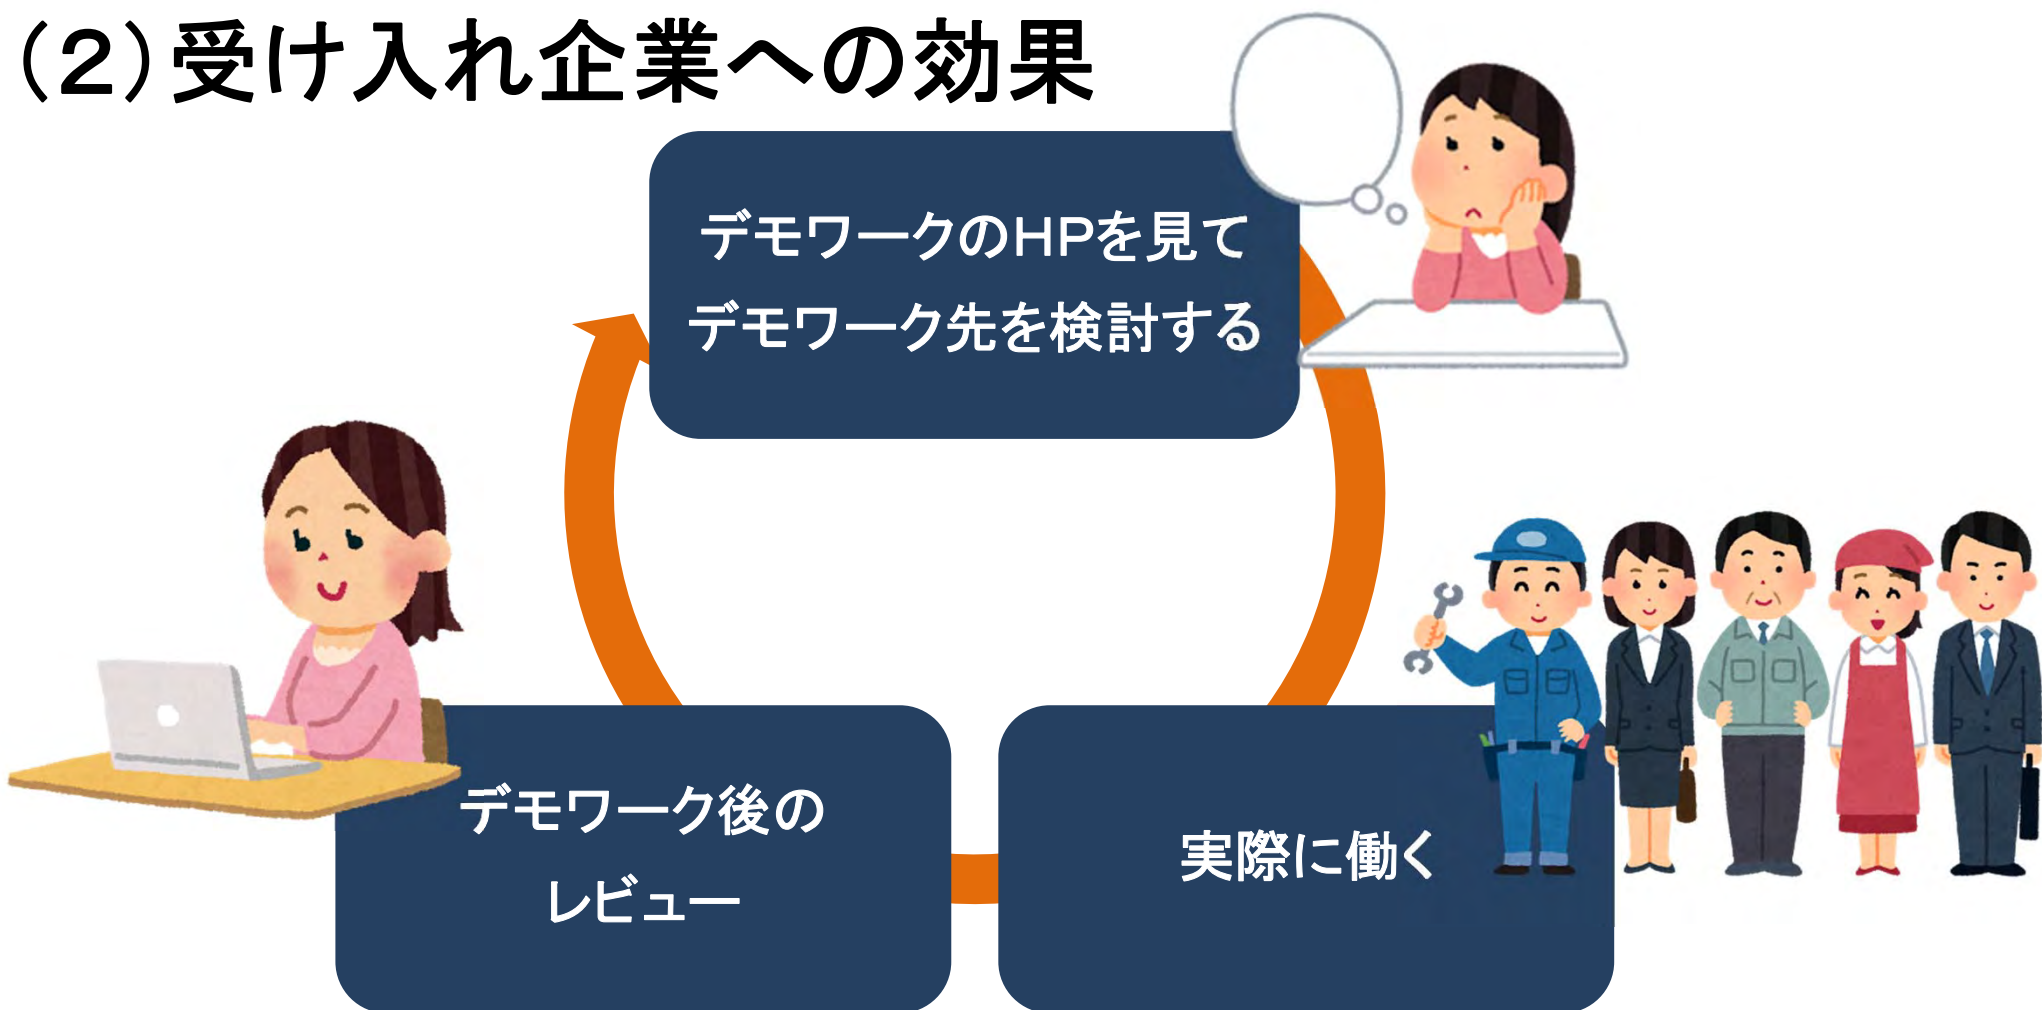 （２）受け入れ企業への効果
デモワークのHPを見て
デモワーク先を検討する
デモワーク後の
レビュー
実際に働く